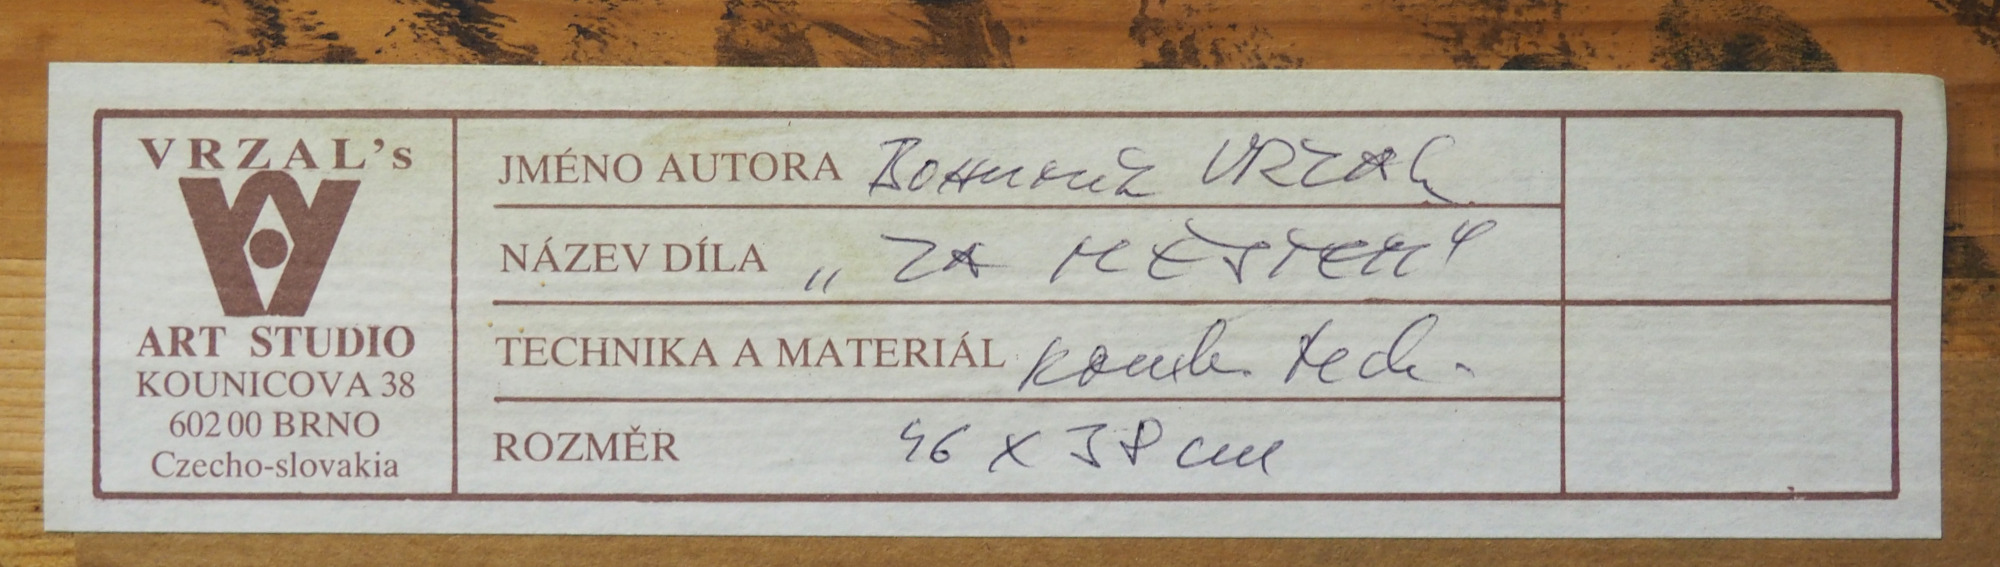 VRZAL's
ART STUDIO
KOUNICOVA 38
602 00 BRNO
Czecho-slovakia
JMÉNO AUTORA Bohumír VRZAL
NÁZEV DÍLA „ZA MĚSTEM“
TECHNIKA A MATERIÁL komb. tech.
ROZMĚR 46 x 38 cm